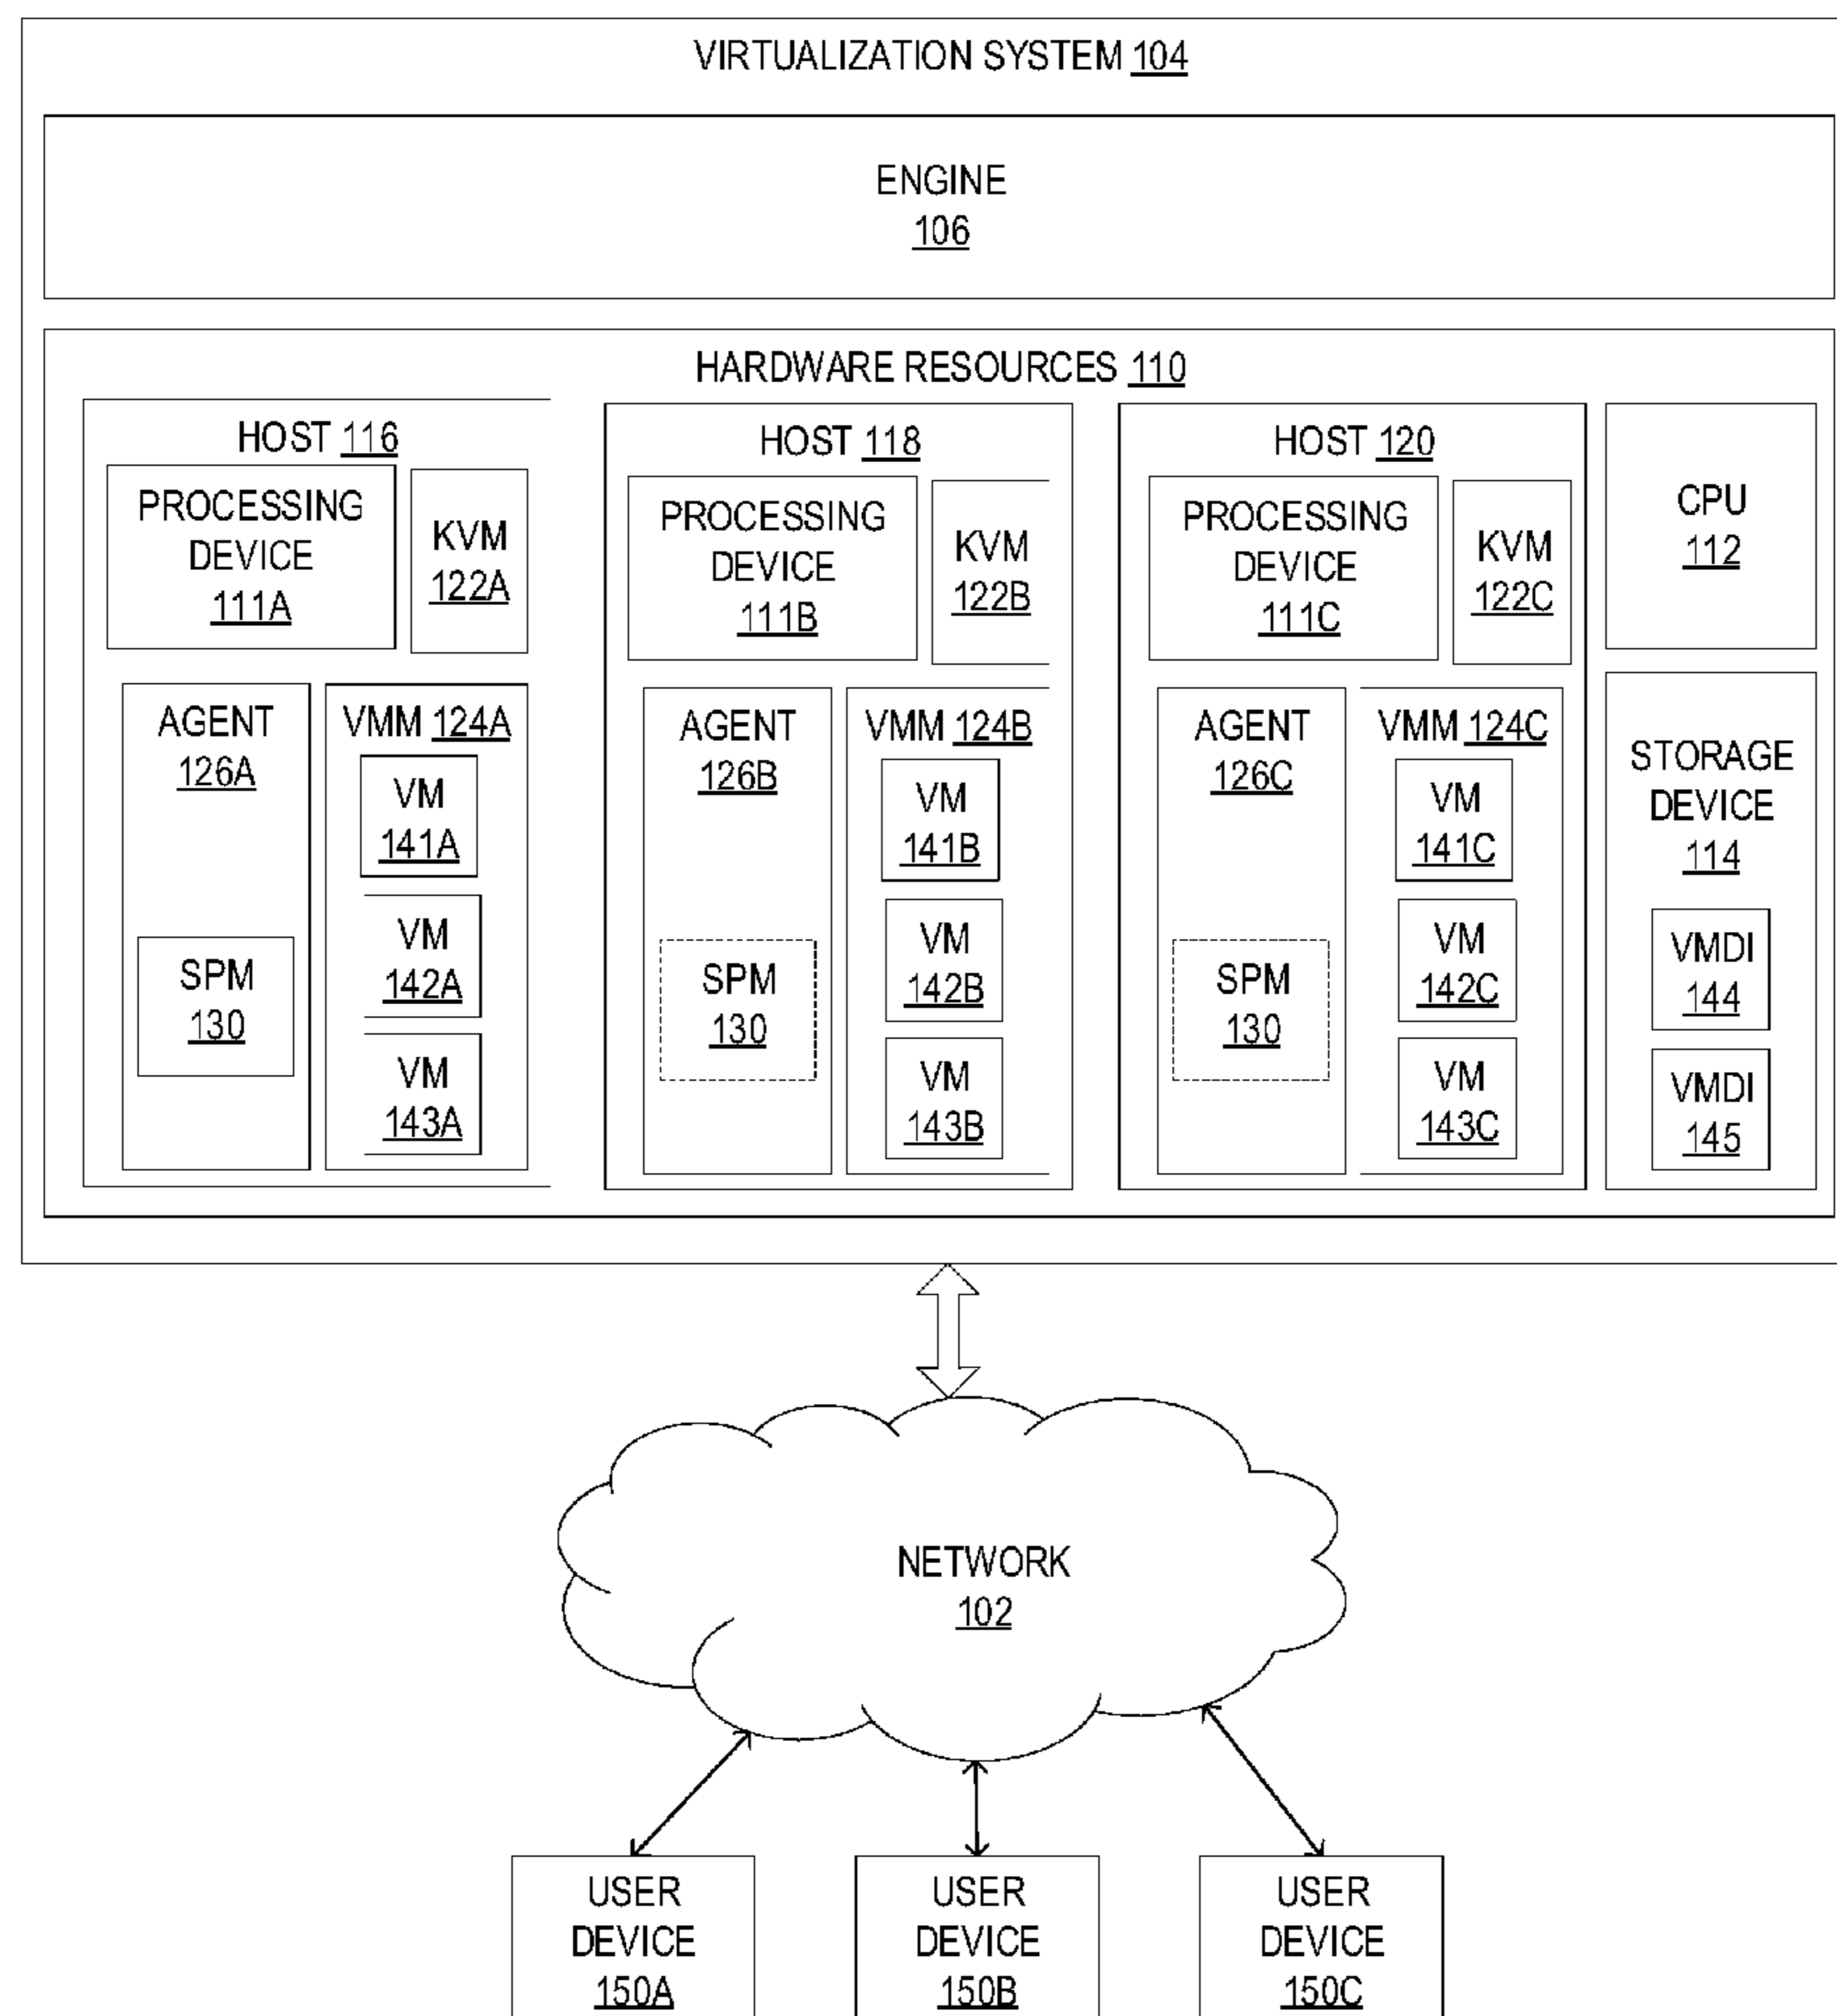 VIRTUALIZATION SYSTEM 104
ENGINE
106
HARDWARE RESOURCES 110
HOST 116
PROCESSING
DEVICE
111A
KVM
122A
AGENT
126A
SPM
130
VMM 124A
VM
141A
VM
142A
VM
143A
HOST 118
PROCESSING
DEVICE
111B
KVM
122B
AGENT
126B
SPM
130
VMM 124B
VM
141B
VM
142B
VM
143B
HOST 120
PROCESSING
DEVICE
111C
KVM
122C
AGENT
126C
SPM
130
VMM 124C
VM
141C
VM
142C
VM
143C
CPU
112
STORAGE
DEVICE
114
VMDI
144
VMDI
145
NETWORK
102
USER
DEVICE
150A
USER
DEVICE
150B
USER
DEVICE
150C